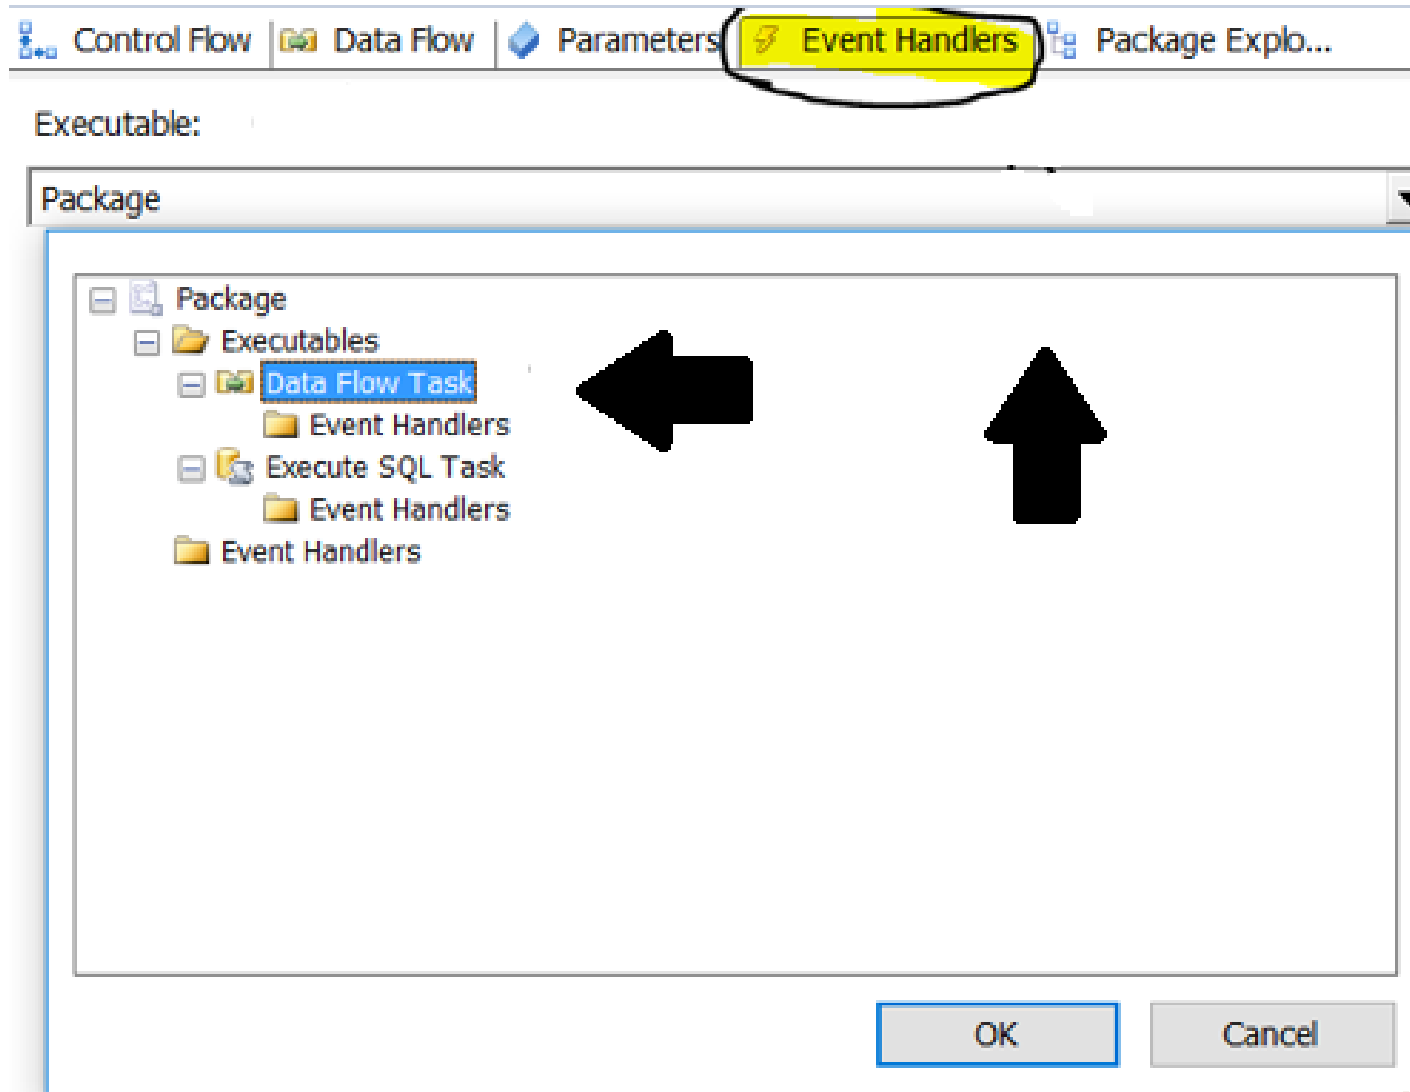 Control Flow Data Flow Parameters Event Handlers Package Explo...
Executable:
Package
Package
Executables
Data Flow Task
Event Handlers
Execute SQL Task
Event Handlers
Event Handlers
OK Cancel